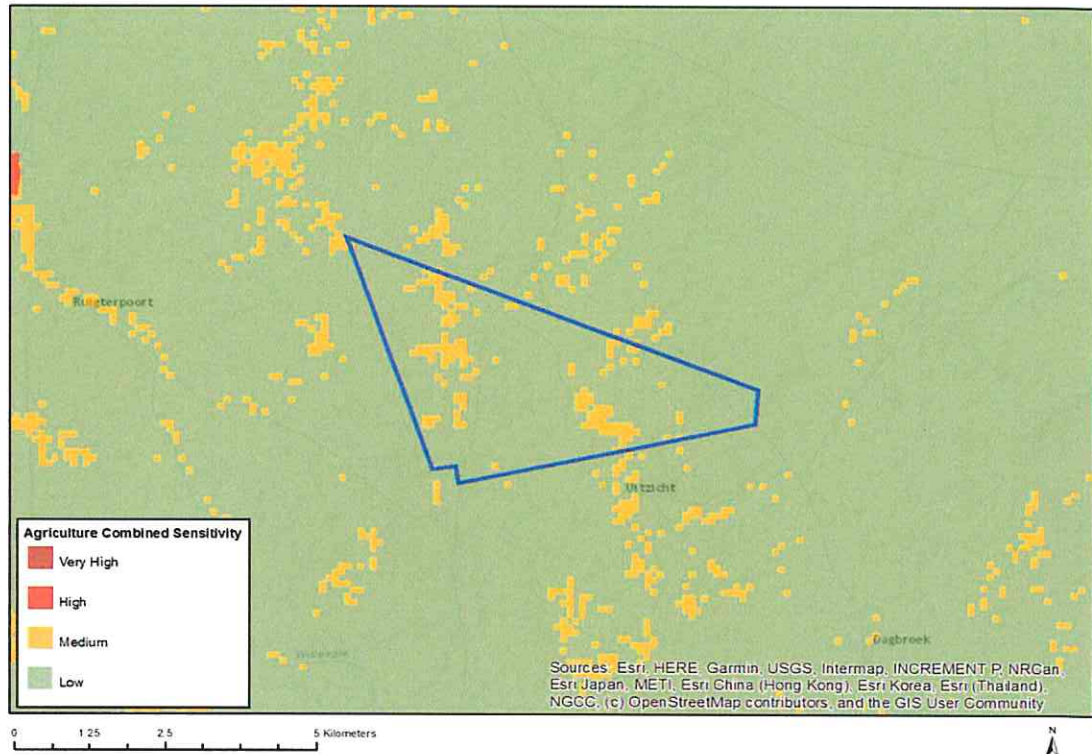 Ruigterpoort
Uitzicht
Dagbroek
Agriculture Combined Sensitivity
Very High
High
Medium
Low
Sources: Esri, HERE, Garmin, USGS, Intermap, INCREMENT P, NRCan,
Esri Japan, METI, Esri China (Hong Kong), Esri Korea, Esri (Thailand),
NGCC, (c) OpenStreetMap contributors, and the GIS User Community
0 1.25 2.5 5 Kilometers
N